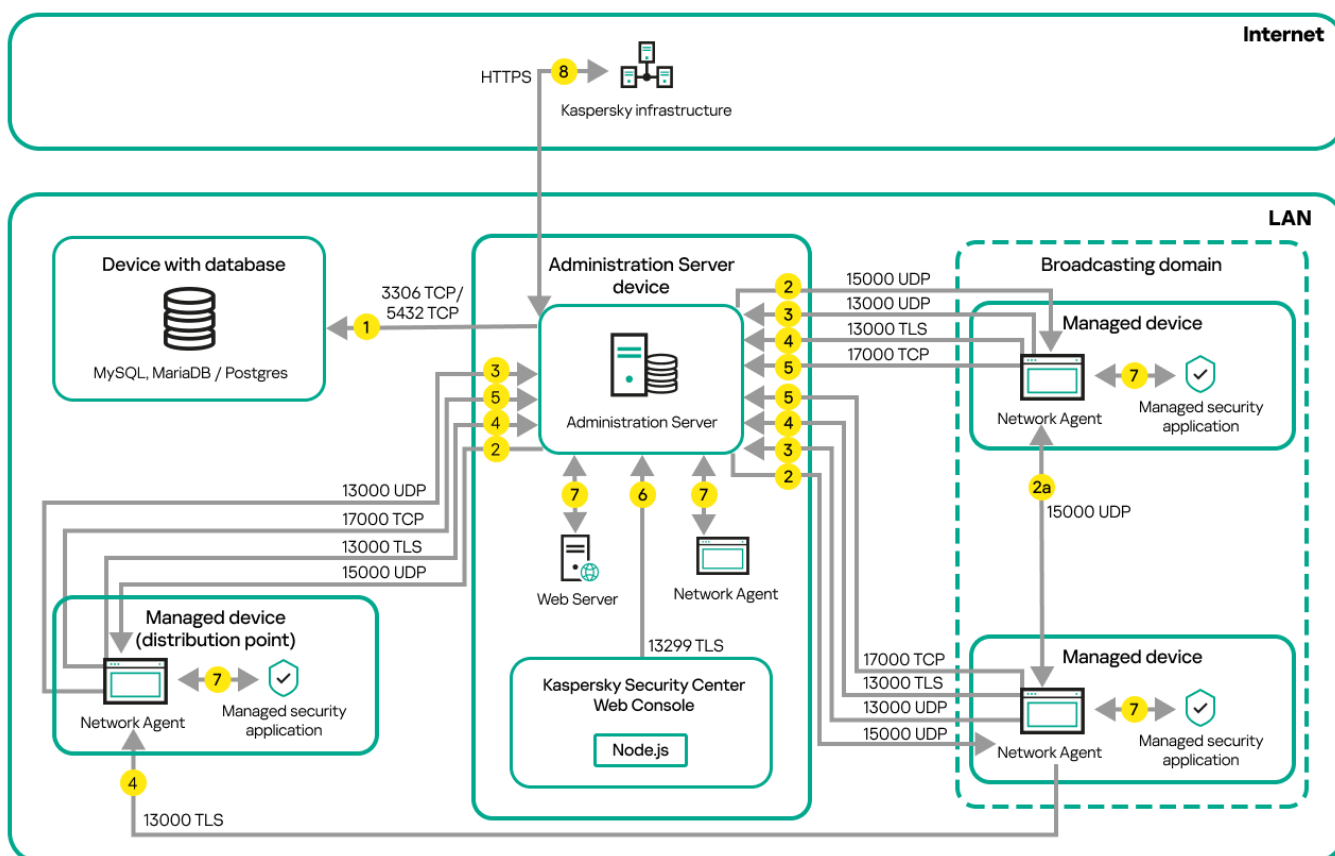 Internet
HTTPS
8
Kaspersky infrastructure
LAN
Device with database
MySQL, MariaDB / Postgres
3306 TCP/
5432 TCP
1
Administration Server
device
Administration Server
3
5
4
2
13000 UDP
17000 TCP
13000 TLS
15000 UDP
2
15000 UDP
3
13000 UDP
4
13000 TLS
5
17000 TCP
5
4
3
2
Broadcasting domain
Managed device
Network Agent
7
Managed security
application
2a
15000 UDP
7
Web Server
6
7
Network Agent
13299 TLS
Kaspersky Security Center
Web Console
Node.js
Managed device
(distribution point)
Network Agent
7
Managed security
application
4
13000 TLS
17000 TCP
13000 TLS
13000 UDP
15000 UDP
Managed device
Network Agent
7
Managed security
application